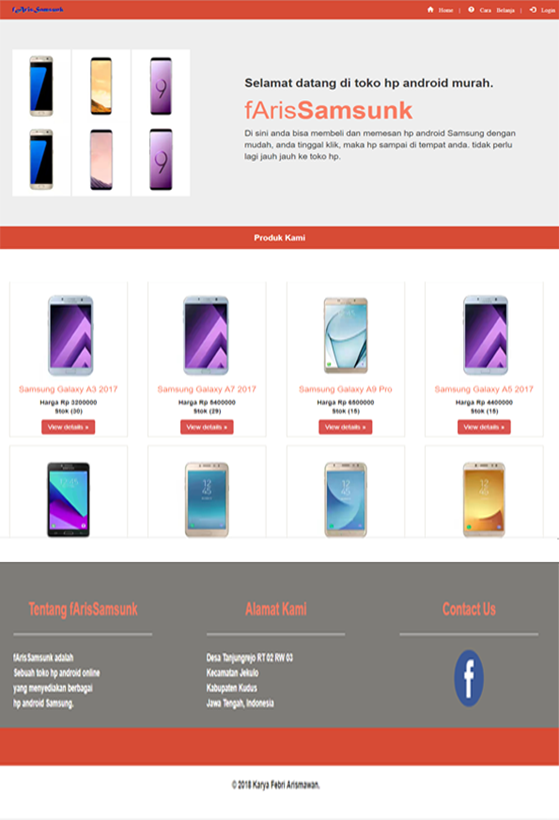 fArisSamsunk
Home | Cara Belanja | Login
Selamat datang di toko hp android murah.
fArisSamsunk
Di sini anda bisa membeli dan memesan hp android Samsung dengan
mudah, anda tinggal klik, maka hp sampai di tempat anda. tidak perlu
lagi jauh jauh ke toko hp.
Produk Kami
Samsung Galaxy A3 2017
Harga Rp 3200000
Stok (30)
View details »
Samsung Galaxy A7 2017
Harga Rp 5400000
Stok (29)
View details »
Samsung Galaxy A9 Pro
Harga Rp 6500000
Stok (15)
View details »
Samsung Galaxy A5 2017
Harga Rp 4400000
Stok (15)
View details »
Tentang fArisSamsunk
fArisSamsunk adalah
Sebuah toko hp android online
yang menyediakan berbagai
hp android Samsung.
Alamat Kami
Desa Tanjungrejo RT 02 RW 03
Kecamatan Jekulo
Kabupaten Kudus
Jawa Tengah, Indonesia
Contact Us
f
© 2018 Karya Febri Arismawan.